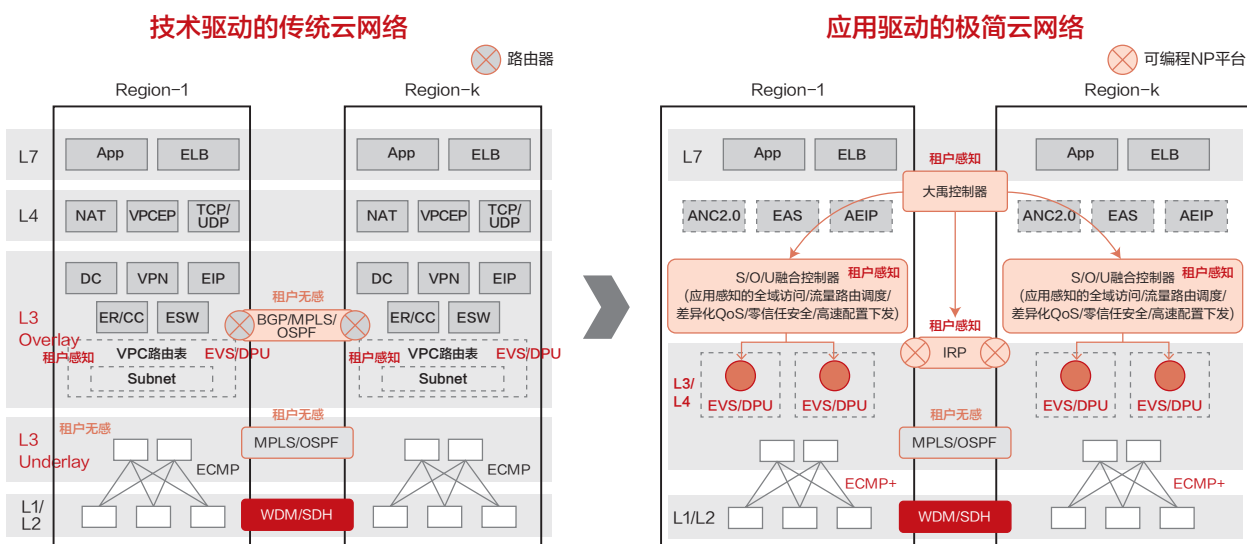 技术驱动的传统云网络
路由器
Region-1
Region-k
L7
App
ELB
App
ELB
L4
NAT
VPCEP
TCP/
UDP
NAT
VPCEP
TCP/
UDP
DC
VPN
EIP
DC
VPN
EIP
租户无感
L3
Overlay
ER/CC
ESW
BGP/MPLS/
OSPF
ER/CC
ESW
租户感知
VPC路由表
EVS/DPU
租户感知
VPC路由表
EVS/DPU
Subnet
Subnet
租户无感
租户无感
L3
Underlay
MPLS/OSPF
ECMP
ECMP
L1/
L2
WDM/SDH
应用驱动的极简云网络
可编程NP平台
Region-1
Region-k
L7
App
ELB
租户感知
App
ELB
大禹控制器
ANC2.0
EAS
AEIP
ANC2.0
EAS
AEIP
S/O/U融合控制器
租户感知
(应用感知的全域访问/流量路由调度/
差异化QoS/零信任安全/高速配置下发)
S/O/U融合控制器
租户感知
(应用感知的全域访问/流量路由调度/
差异化QoS/零信任安全/高速配置下发)
租户感知
IRP
L3/
L4
EVS/DPU
EVS/DPU
EVS/DPU
EVS/DPU
租户无感
MPLS/OSPF
ECMP+
ECMP+
L1/L2
WDM/SDH